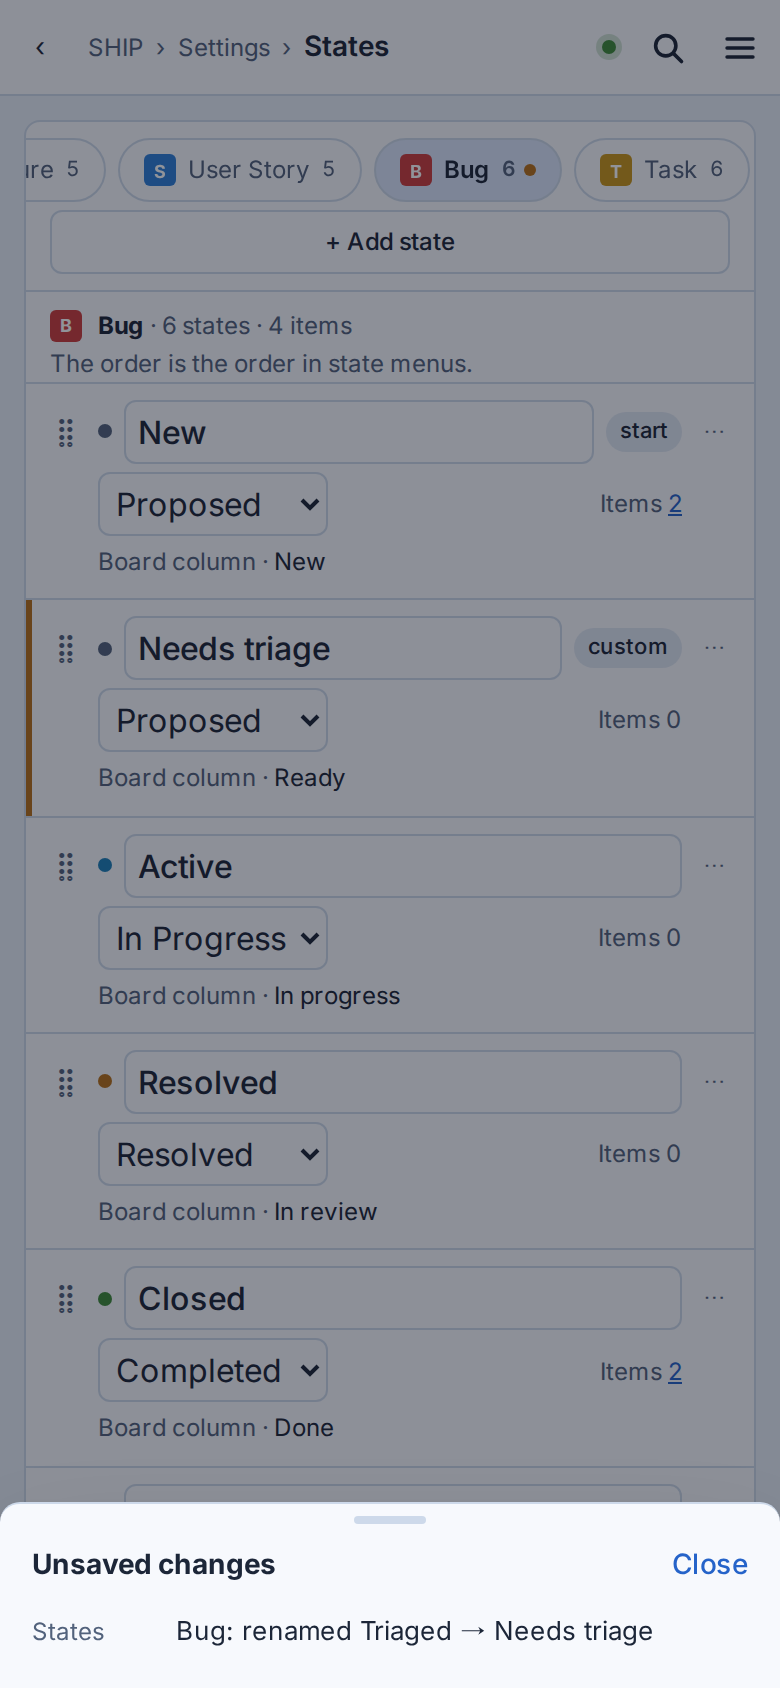 ‹ SHIP › Settings › States
ure 5 S User Story 5 B Bug 6 T Task 6
+ Add state
B Bug · 6 states · 4 items
The order is the order in state menus.
New start ···
Proposed Items 2
Board column · New
Needs triage custom ···
Proposed Items 0
Board column · Ready
Active ···
In Progress Items 0
Board column · In progress
Resolved ···
Resolved Items 0
Board column · In review
Closed ···
Completed Items 2
Board column · Done
Unsaved changes Close
States Bug: renamed Triaged → Needs triage